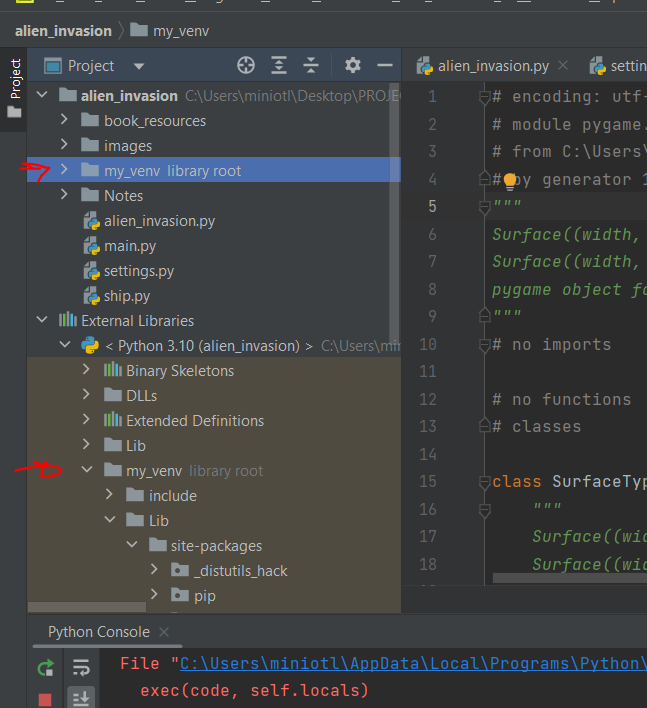 alien_invasion
my_venv
Project
Project
alien_invasion.py
settin
alien_invasion C:\Users\miniotl\Desktop\PROJE
book_resources
images
my_venv library root
Notes
alien_invasion.py
main.py
settings.py
ship.py
External Libraries
< Python 3.10 (alien_invasion) > C:\Users\min
Binary Skeletons
DLLs
Extended Definitions
Lib
my_venv library root
include
Lib
site-packages
_distutils_hack
pip
1 # encoding: utf-
2 # module pygame.
3 # from C:\Users\
4 # by generator 1
5 """
6 Surface((width,
7 Surface((width,
8 pygame object fo
9 """
10 # no imports
11
12 # no functions
13 # classes
14
15 class SurfaceTyp
16 """
17 Surface((wid
18 Surface((wid
Python Console
File "C:\Users\miniotl\AppData\Local\Programs\Python\
exec(code, self.locals)